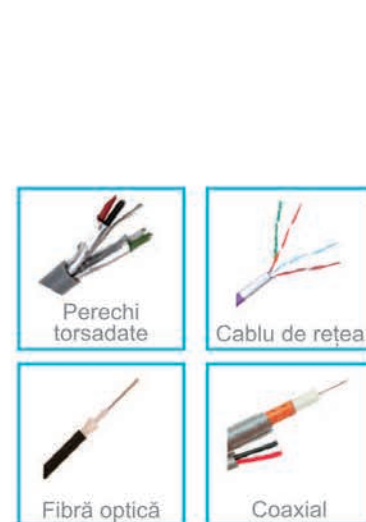 Perechi
torsadate
Cablu de rețea
Fibră optică
Coaxial